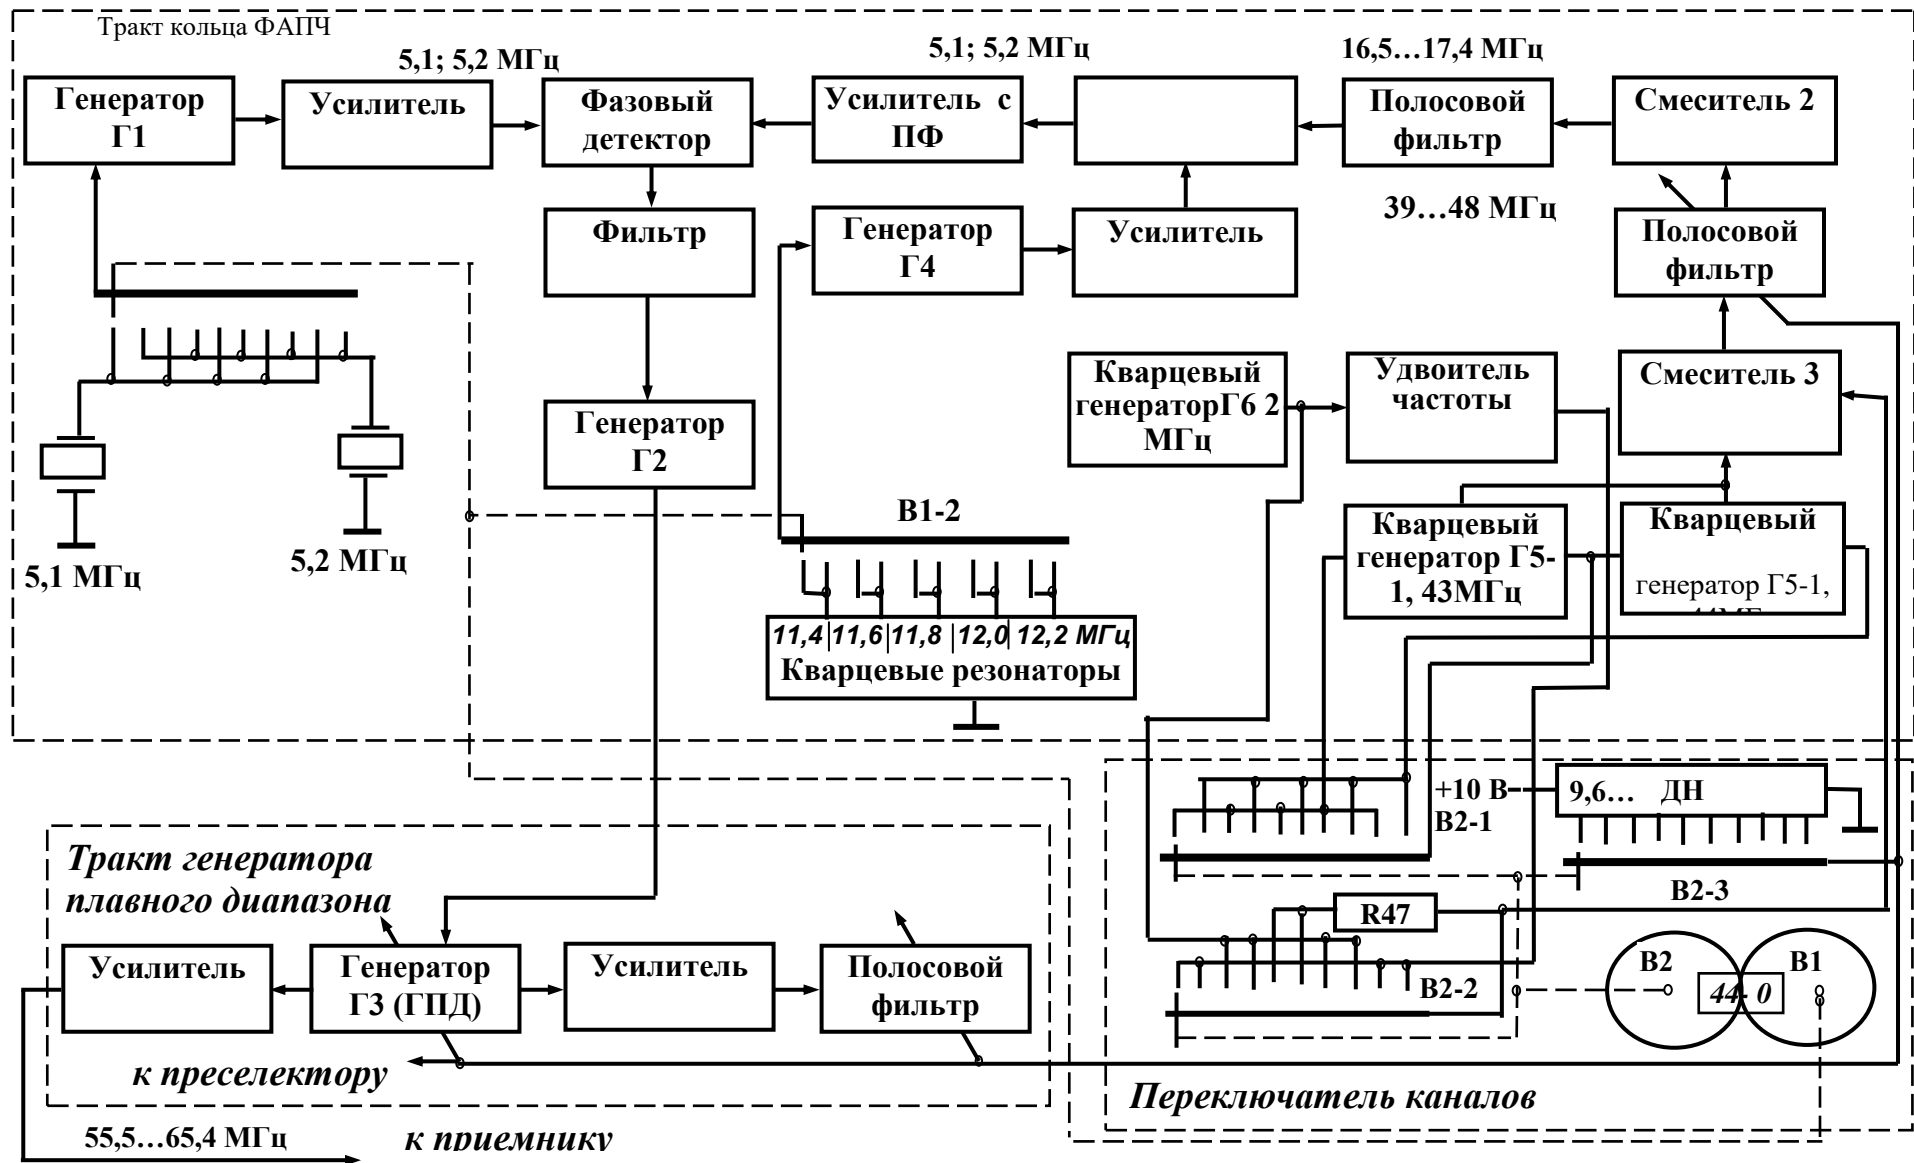 Тракт кольца ФАПЧ
5,1; 5,2 МГц
5,1; 5,2 МГц
16,5…17,4 МГц
Генератор
Г1
Усилитель
Фазовый
детектор
Усилитель с
ПФ
Полосовой
фильтр
Смеситель 2
39…48 МГц
Фильтр
Генератор
Г4
Усилитель
Полосовой
фильтр
Кварцевый
генераторГ6 2
МГц
Удвоитель
частоты
Смеситель 3
Генератор
Г2
5,1 МГц
5,2 МГц
В1-2
Кварцевый
генератор Г5-
1, 43МГц
Кварцевый
генератор Г5-1,
11,4 |11,6|11,8 |12,0|12,2 МГц
Кварцевые резонаторы
+10 В
В2-1
9,6… ДН
В2-3
R47
В2-2
В2
В1
44- 0
Переключатель каналов
Тракт генератора
плавного диапазона
Усилитель
Генератор
Г3 (ГПД)
Усилитель
Полосовой
фильтр
к преселектору
55,5…65,4 МГц
к приемнику